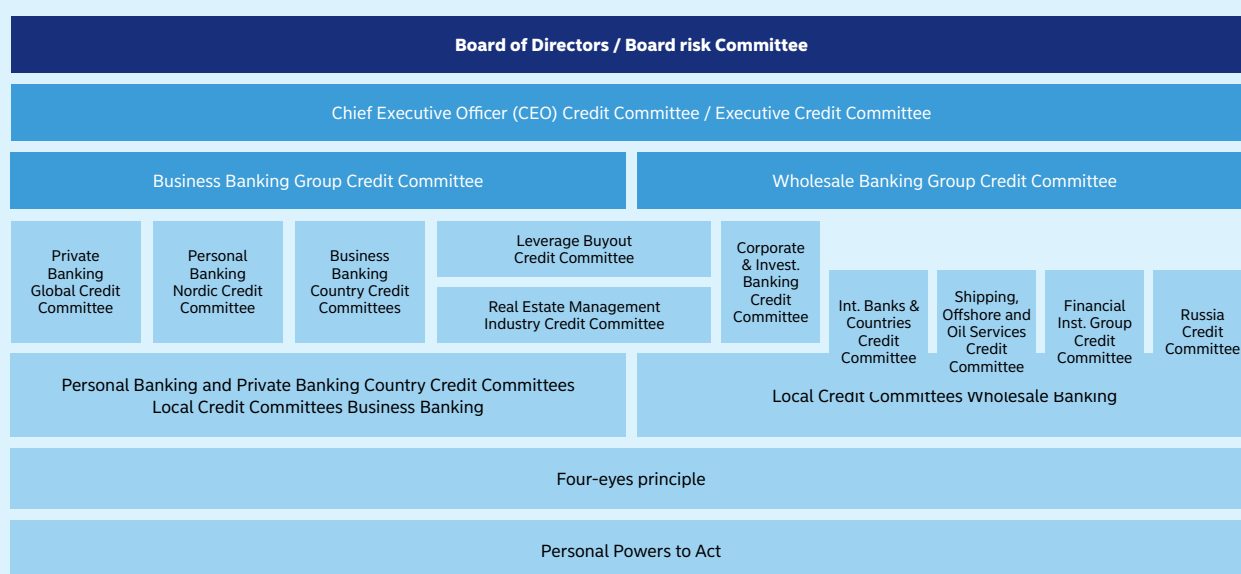 Board of Directors / Board risk Committee
Chief Executive Officer (CEO) Credit Committee / Executive Credit Committee
Business Banking Group Credit Committee
Wholesale Banking Group Credit Committee
Private
Banking
Global Credit
Committee
Personal
Banking
Nordic Credit
Committee
Business
Banking
Country Credit
Committees
Leverage Buyout
Credit Committee
Real Estate Management
Industry Credit Committee
Corporate
& Invest.
Banking
Credit
Committee
Int. Banks &
Countries
Credit
Committee
Shipping,
Offshore and
Oil Services
Credit
Committee
Financial
Inst. Group
Credit
Committee
Russia
Credit
Committee
Personal Banking and Private Banking Country Credit Committees
Local Credit Committees Business Banking
Local Credit Committees Wholesale Banking
Four-eyes principle
Personal Powers to Act